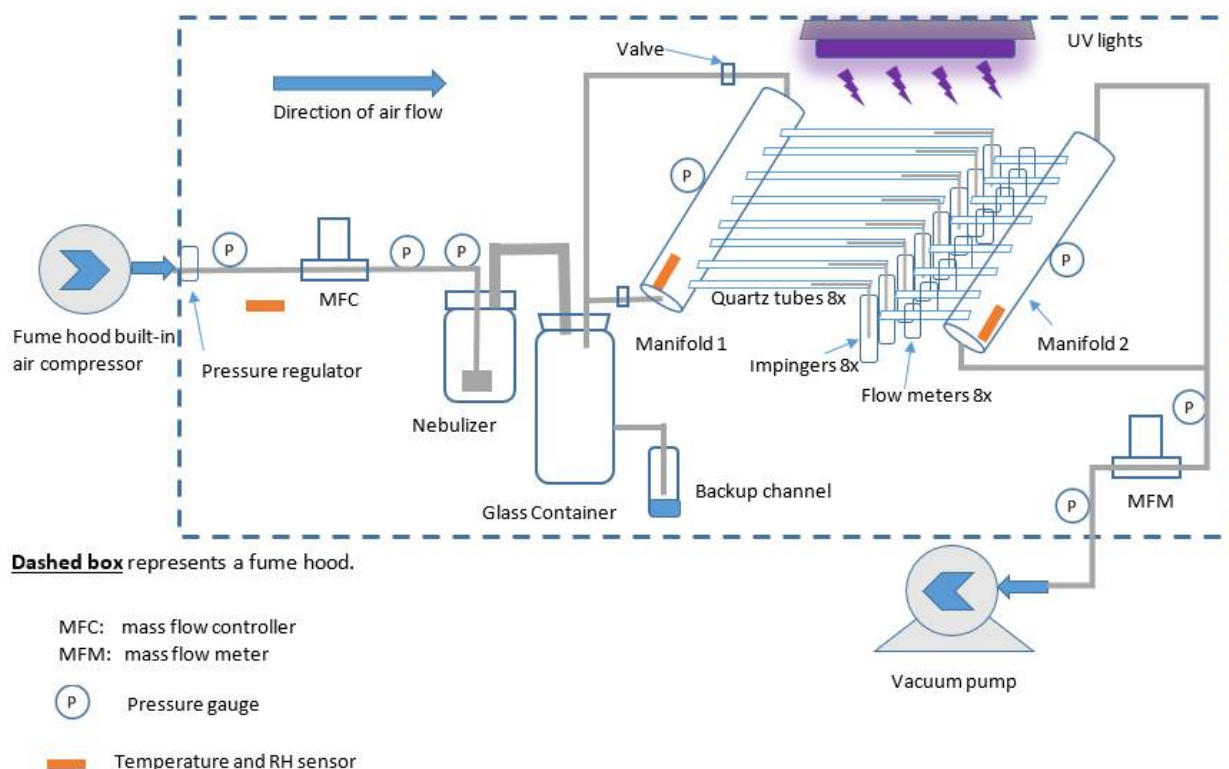 Valve
UV lights
Direction of air flow
P
P
P
P
P
MFC
Quartz tubes 8x
Fume hood built-in
air compressor
Manifold 1
Manifold 2
Pressure regulator
Impingers 8x
Flow meters 8x
Nebulizer
P
Backup channel
MFM
Glass Container
P
Dashed box represents a fume hood.
MFC: mass flow controller
MFM: mass flow meter
Vacuum pump
P Pressure gauge
Temperature and RH sensor